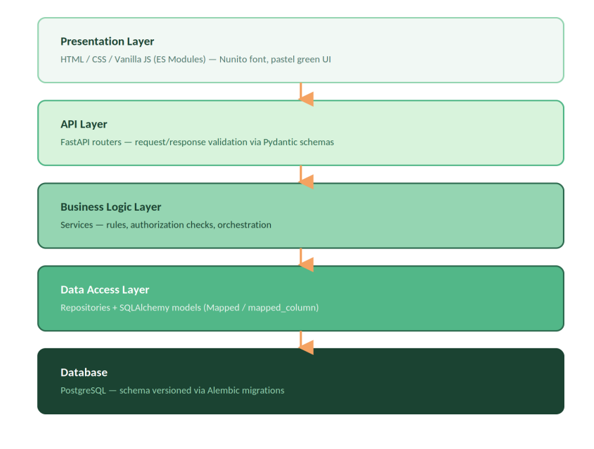 Presentation Layer
HTML / CSS / Vanilla JS (ES Modules) — Nunito font, pastel green UI
API Layer
FastAPI routers — request/response validation via Pydantic schemas
Business Logic Layer
Services — rules, authorization checks, orchestration
Data Access Layer
Repositories + SQLAlchemy models (Mapped / mapped_column)
Database
PostgreSQL — schema versioned via Alembic migrations